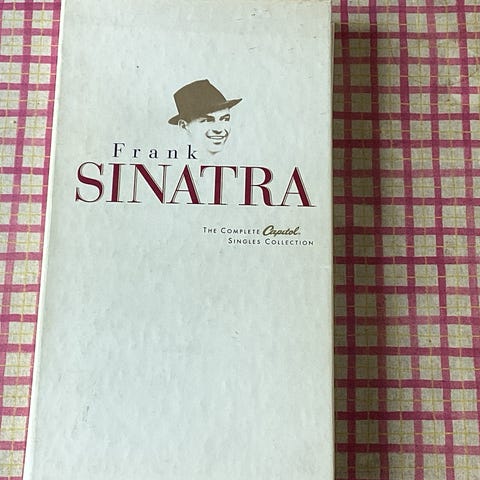 Frank
SINATRA
THE COMPLETE Capitol
SINGLES COLLECTION